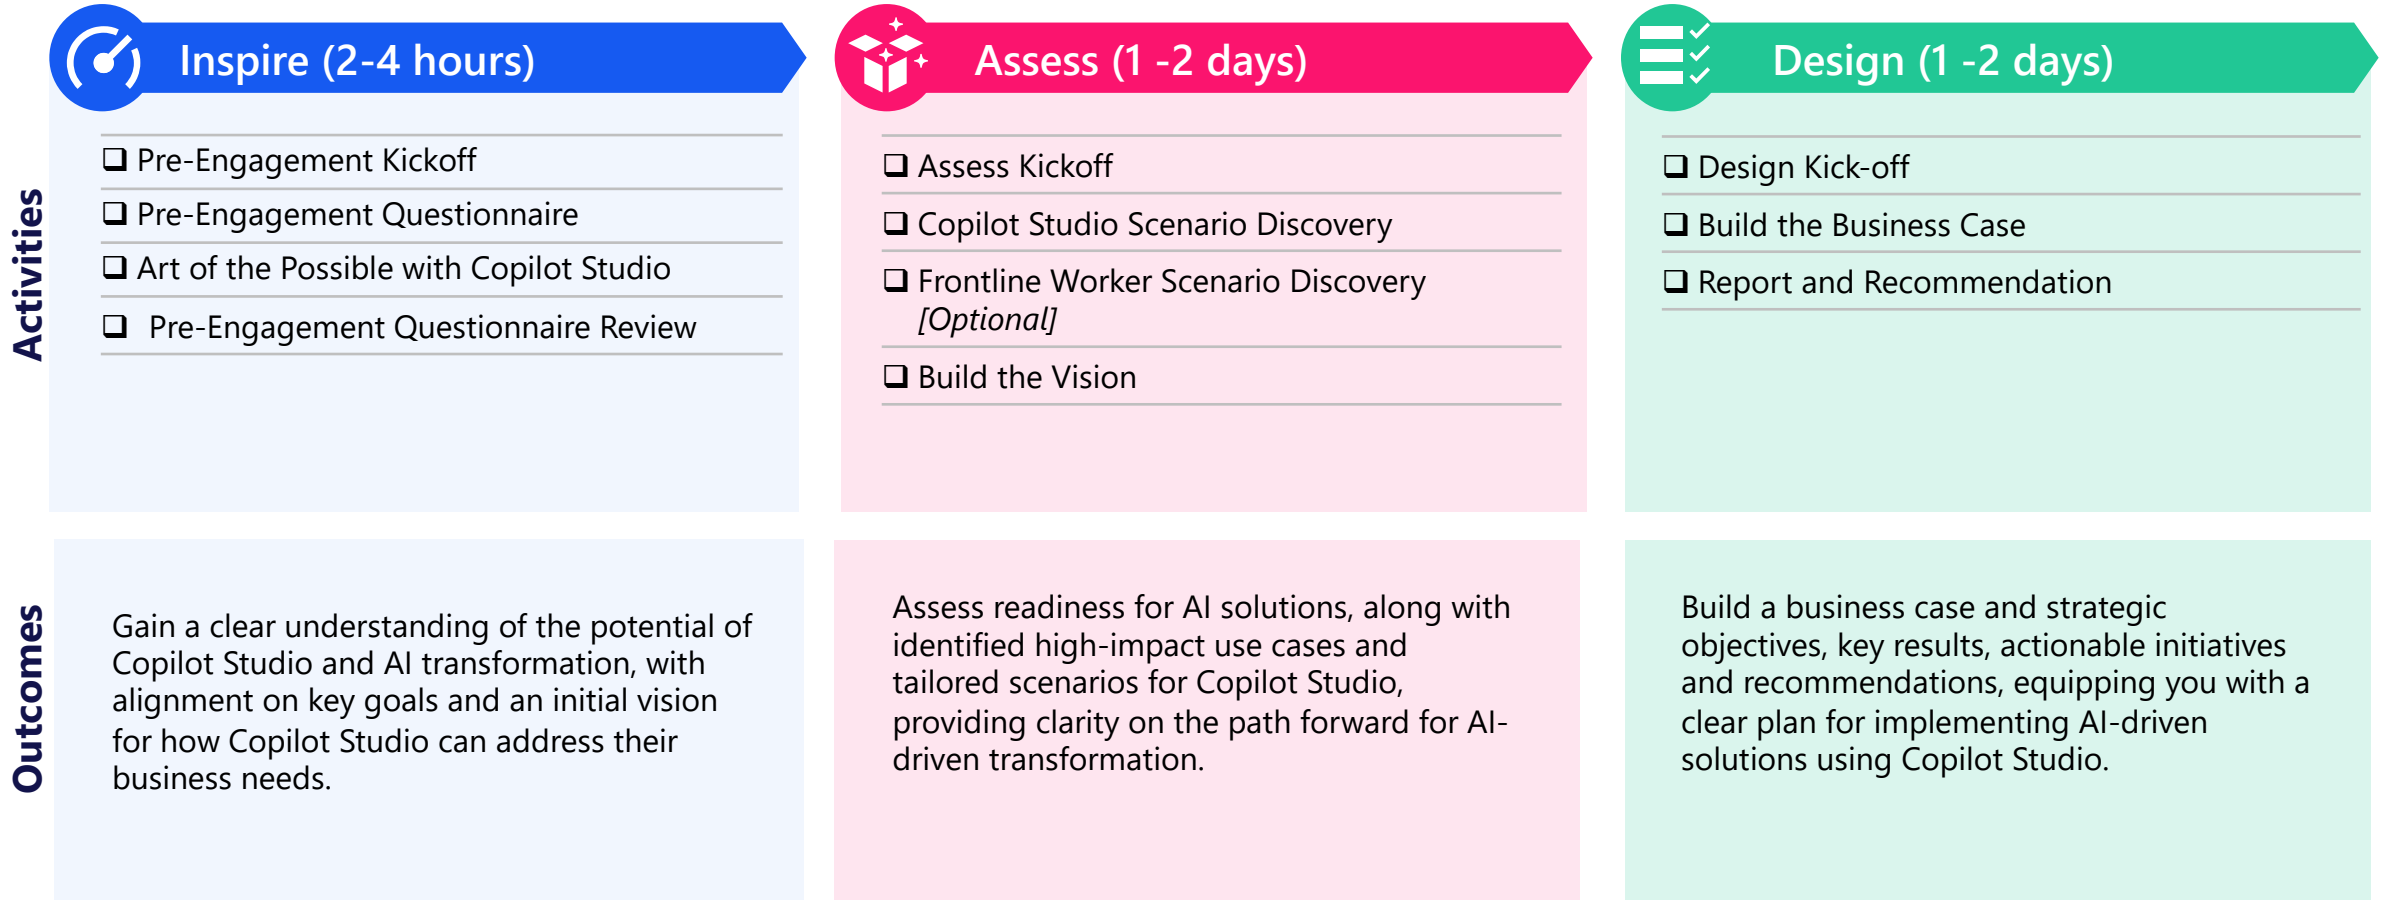 Inspire (2-4 hours)
Assess (1 -2 days)
Design (1 -2 days)
Activities
Pre-Engagement Kickoff
Pre-Engagement Questionnaire
Art of the Possible with Copilot Studio
Pre-Engagement Questionnaire Review
Assess Kickoff
Copilot Studio Scenario Discovery
Frontline Worker Scenario Discovery
[Optional]
Build the Vision
Design Kick-off
Build the Business Case
Report and Recommendation
Outcomes
Gain a clear understanding of the potential of
Copilot Studio and AI transformation, with
alignment on key goals and an initial vision
for how Copilot Studio can address their
business needs.
Assess readiness for AI solutions, along with
identified high-impact use cases and
tailored scenarios for Copilot Studio,
providing clarity on the path forward for AI-
driven transformation.
Build a business case and strategic
objectives, key results, actionable initiatives
and recommendations, equipping you with a
clear plan for implementing AI-driven
solutions using Copilot Studio.